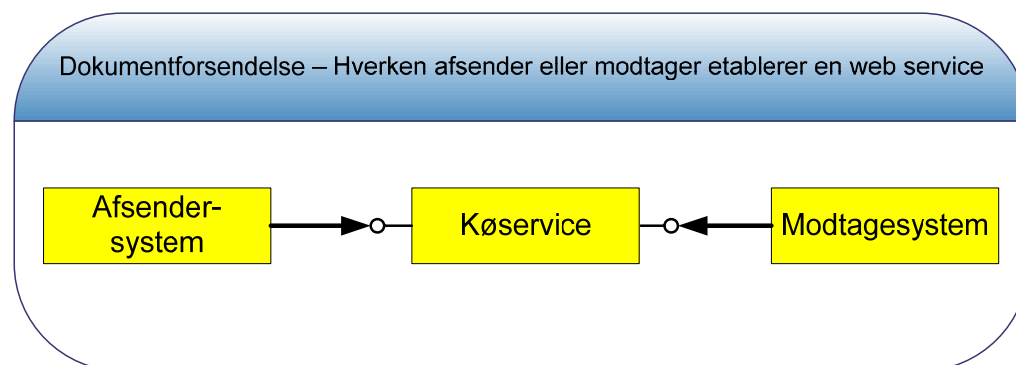 Dokumentforsendelse – Hverken afsender eller modtager etablerer en web service
Afsender-
system
Køservice
Modtagesystem